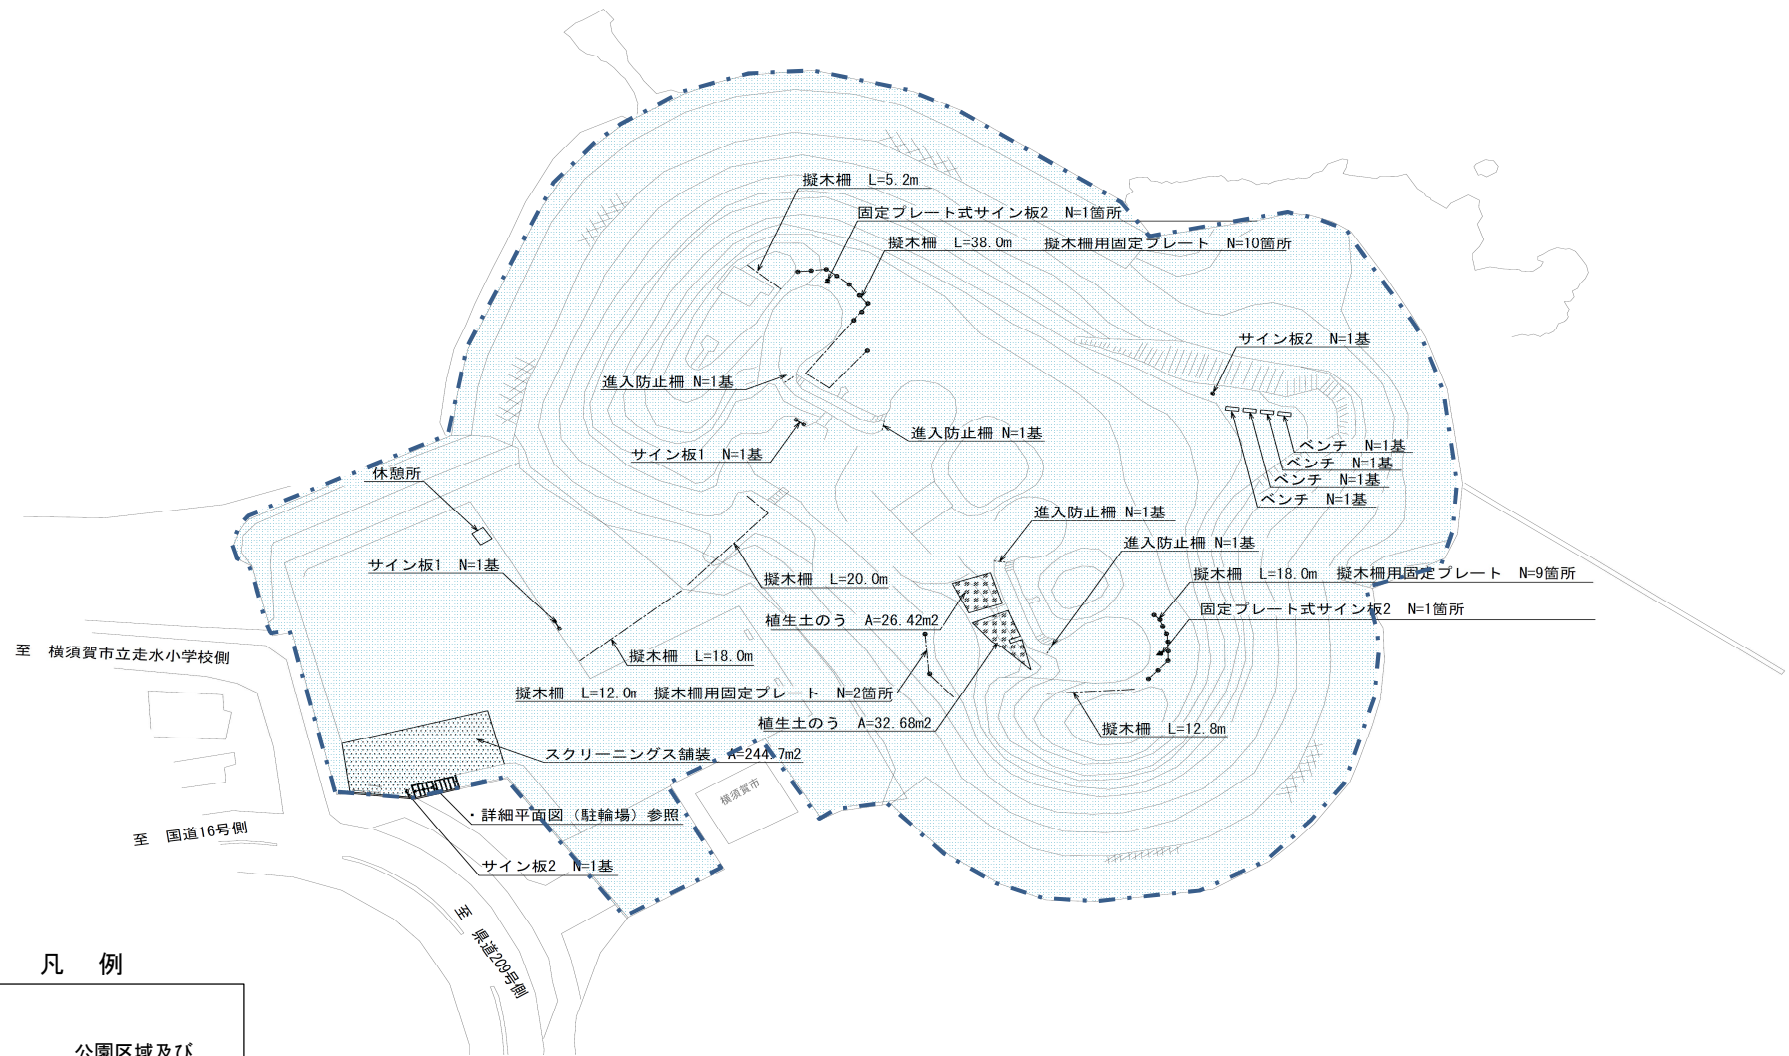 擬木柵 L=5.2m
固定プレート式サイン板2 N=1箇所
擬木柵 L=38.0m 擬木柵用固定プレート N=10箇所
サイン板2 N=1基
進入防止柵 N=1基
進入防止柵 N=1基
サイン板1 N=1基
ベンチ N=1基
ベンチ N=1基
ベンチ N=1基
ベンチ N=1基
休憩所
進入防止柵 N=1基
進入防止柵 N=1基
サイン板1 N=1基
擬木柵 L=20.0m
擬木柵 L=18.0m 擬木柵用固定プレート N=9箇所
固定プレート式サイン板2 N=1箇所
植生土のう A=26.42m2
至 横須賀市立走水小学校側
擬木柵 L=18.0m
擬木柵 L=12.0m 擬木柵用固定プレート N=2箇所
植生土のう A=32.68m2
擬木柵 L=12.8m
スクリーニングス舗装 A=244.7m2
横須賀市
・詳細平面図（駐輪場）参照
至 国道16号側
サイン板2 N=1基
至 県道209号側
凡 例
公園区域及び